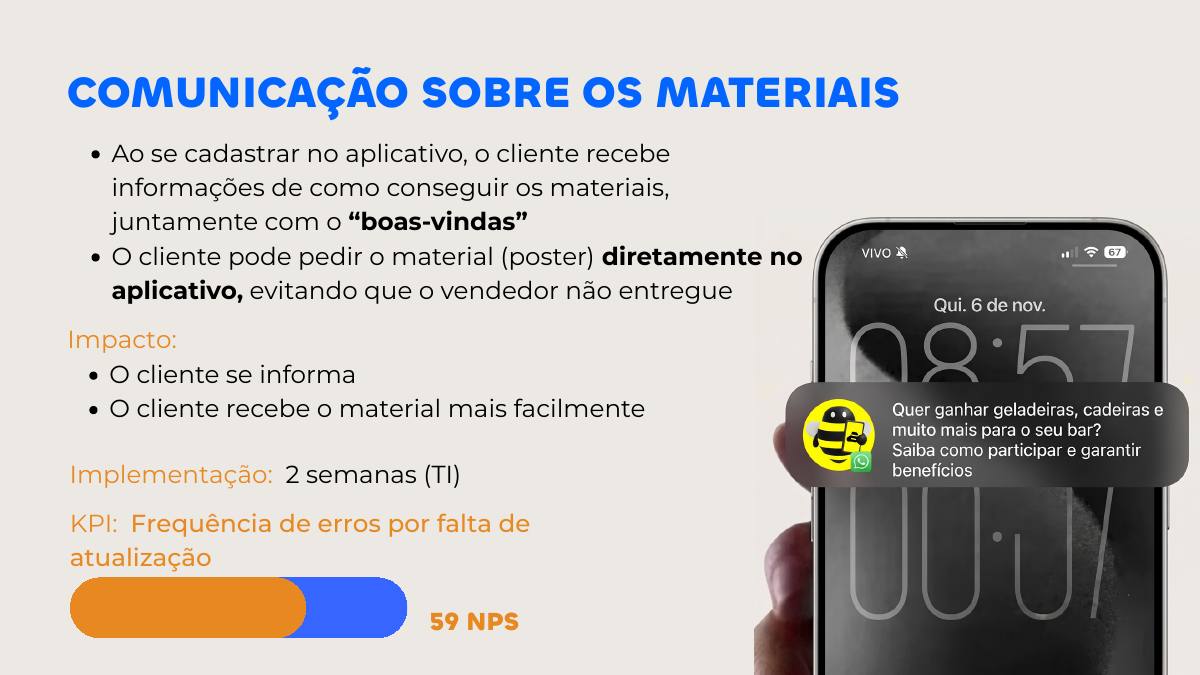 COMUNICAÇÃO SOBRE OS MATERIAIS
• Ao se cadastrar no aplicativo, o cliente recebe
informações de como conseguir os materiais,
juntamente com o “boas-vindas”
• O cliente pode pedir o material (poster) diretamente no
aplicativo, evitando que o vendedor não entregue
Impacto:
• O cliente se informa
• O cliente recebe o material mais facilmente
Implementação: 2 semanas (TI)
KPI: Frequência de erros por falta de
atualização
59 NPS
VIVO
67
Qui. 6 de nov.
08:57
Quer ganhar geladeiras, cadeiras e
muito mais para o seu bar?
Saiba como participar e garantir
benefícios